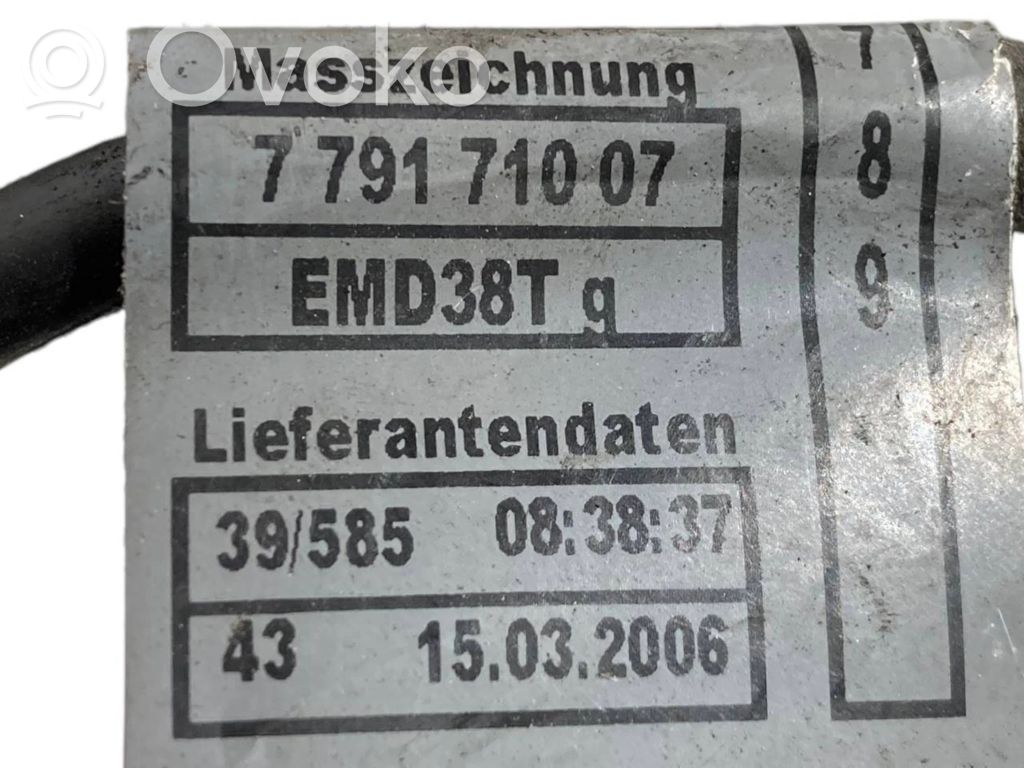 Ovoko
Masszeichnung
7 791 710 07
EMD38T g
Lieferantendaten
39/585 08:38:37
43 15.03.2006
7
8
9